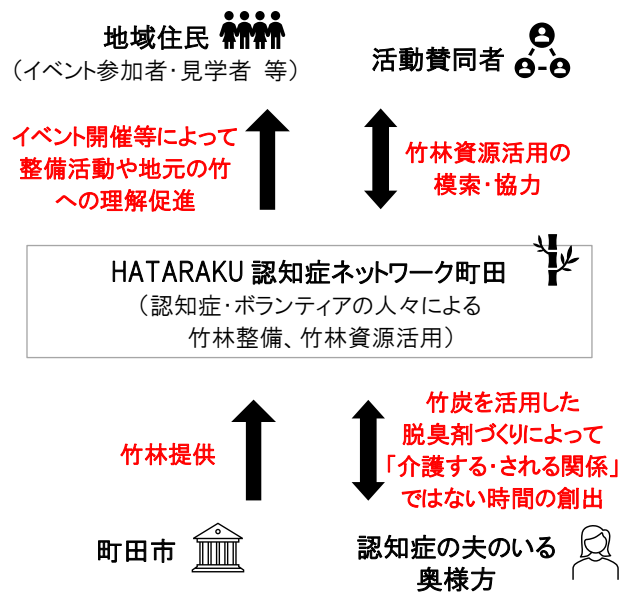 地域住民
（イベント参加者・見学者 等）
活動賛同者
イベント開催等によって
整備活動や地元の竹
への理解促進
竹林資源活用の
模索・協力
HATARAKU 認知症ネットワーク町田
（認知症・ボランティアの人々による
竹林整備、竹林資源活用）
竹林提供
竹炭を活用した
脱臭剤づくりによって
「介護する・される関係」
ではない時間の創出
町田市
認知症の夫のいる
奥様方